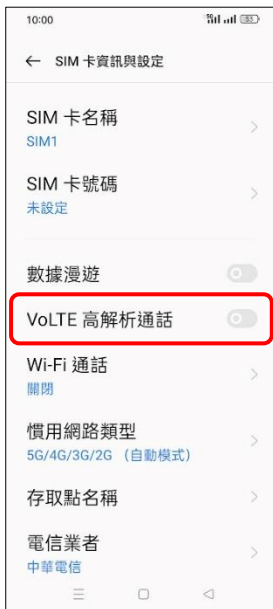 10:00
5G 83
← SIM 卡資訊與設定
SIM 卡名稱
SIM1
SIM 卡號碼
未設定
數據漫遊
VoLTE 高解析通話
Wi-Fi 通話
關閉
慣用網路類型
5G/4G/3G/2G （自動模式）
存取點名稱
電信業者
中華電信